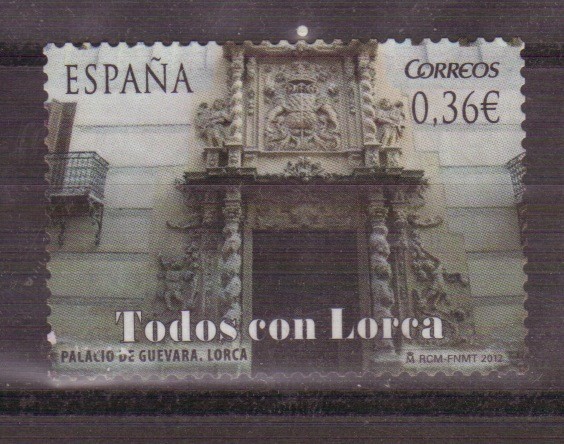 ESPAÑA
CORREOS
0,36€
Todos con Lorca
PALACIO DE GUEVARA. LORCA
RCM-FNMT 2012